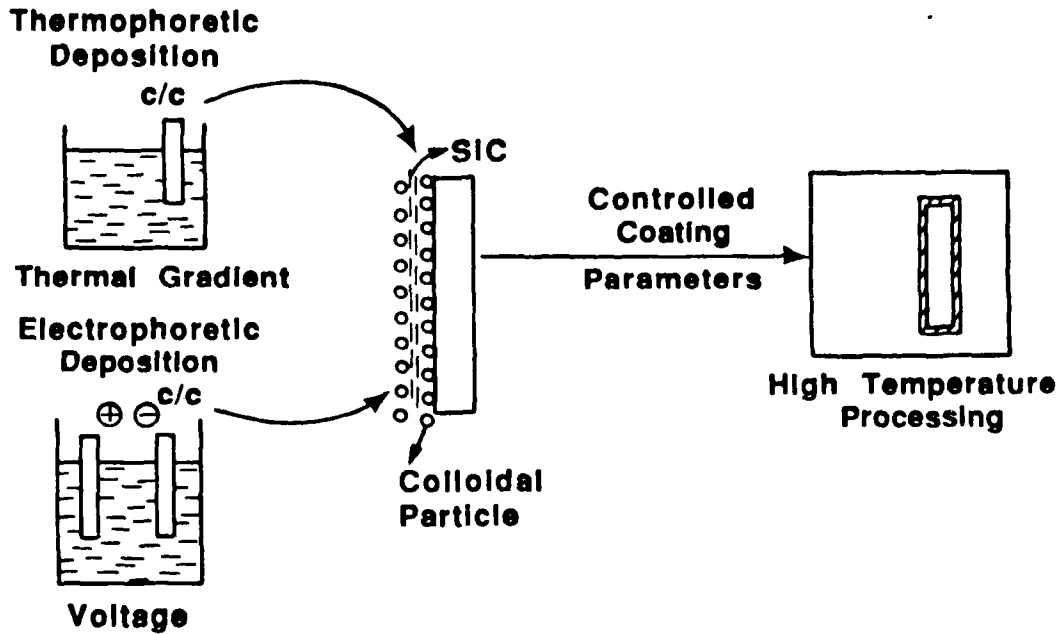 Thermophoretic
Deposition
c/c
Thermal Gradient
Electrophoretic
Deposition
c/c
⊕ ⊖
Voltage
SIC
Colloidal
Particle
Controlled
Coating
Parameters
High Temperature
Processing